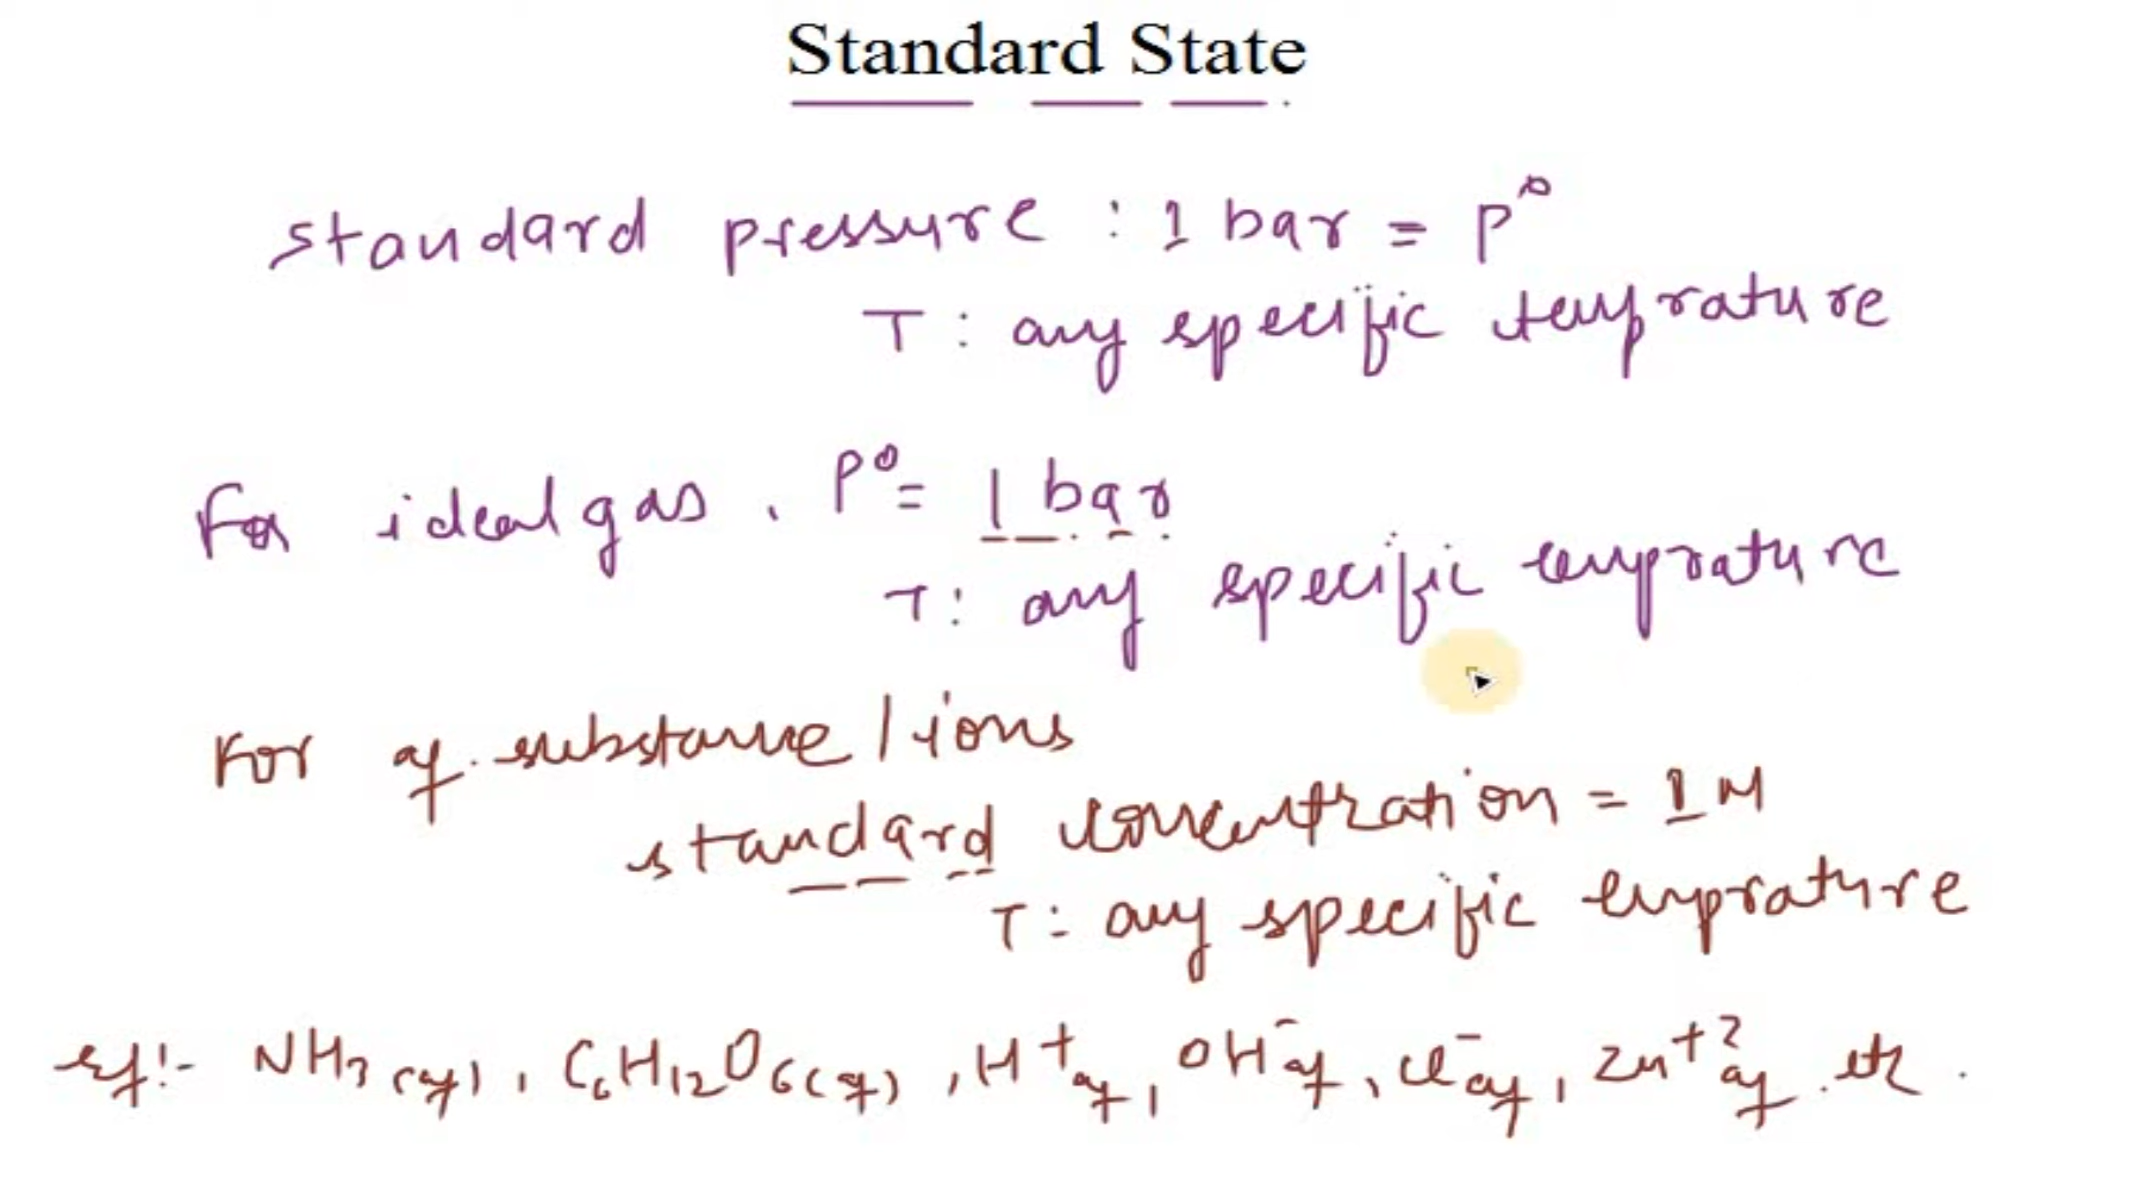 Standard State
standard pressure : 1 bar = P°
T : any specific temprature
For ideal gas, P° = 1 bar
T : any specific temprature
For aq. substance / ions
standard concentration = 1 M
T : any specific temprature
eg:- NH3 (aq), C6H12O6 (aq), H+ aq, OH- aq, Cl- aq, Zn+2 aq. etc.